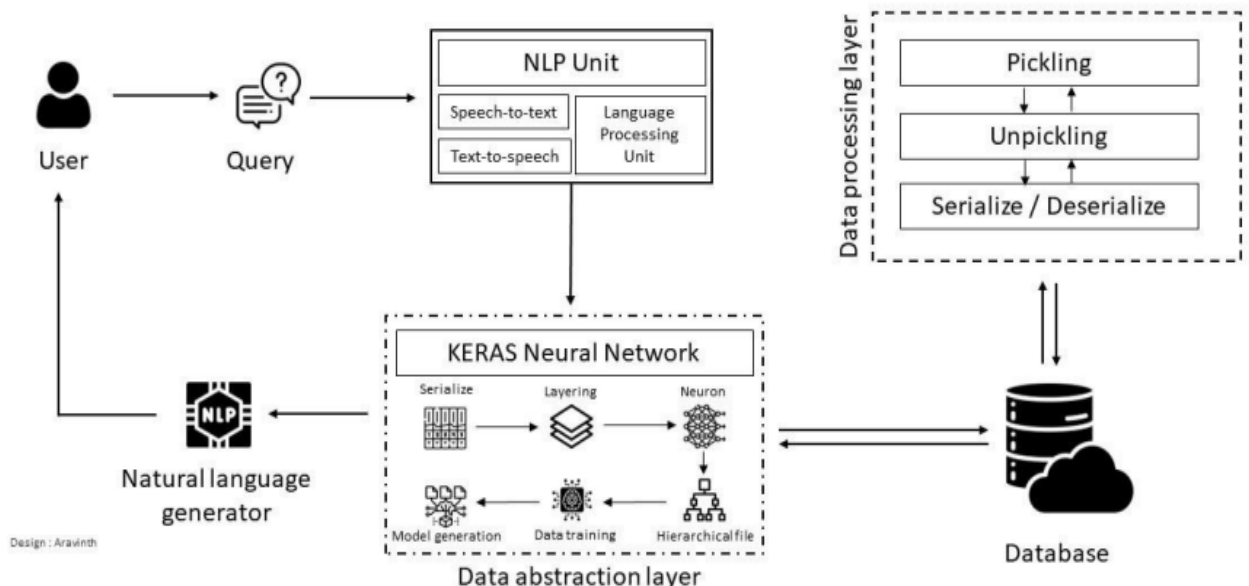 User
?
Query
NLP Unit
Speech-to-text
Text-to-speech
Language
Processing
Unit
Data processing layer
Pickling
Unpickling
Serialize / Deserialize
KERAS Neural Network
Serialize
Layering
Neuron
Model generation
Data training
Hierarchical file
Data abstraction layer
NLP
Natural language
generator
Database
Design : Aravinth